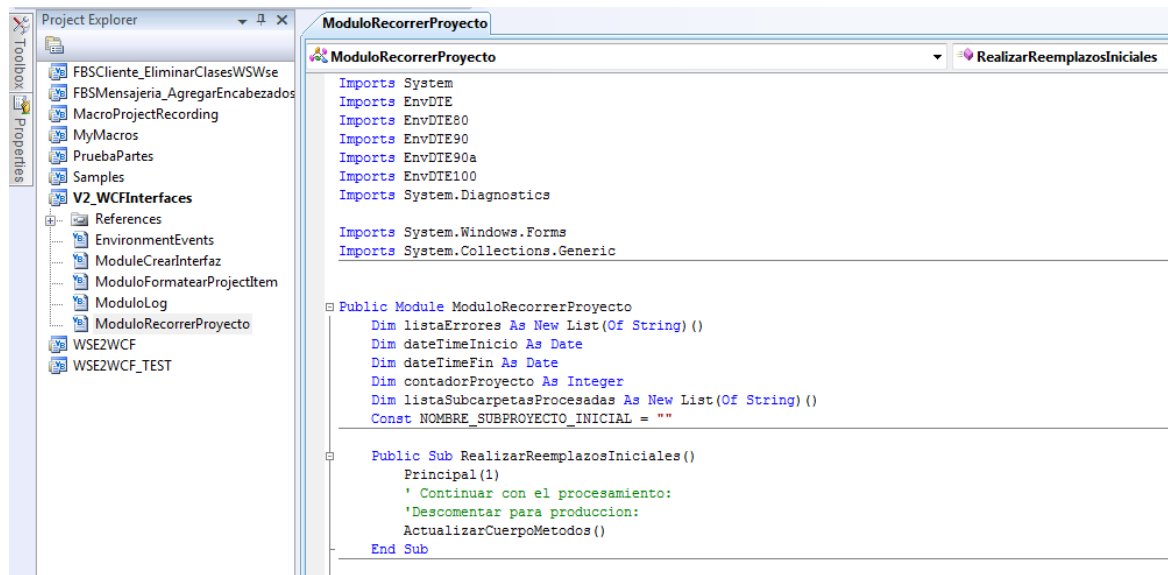 Toolbox
Properties
Project Explorer
FBSCliente_EliminarClasesWSWse
FBSMensajeria_AgregarEncabezados
MacroProjectRecording
MyMacros
PruebaPartes
Samples
V2_WCFInterfaces
References
EnvironmentEvents
ModuleCrearInterfaz
ModuloFormatearProjectItem
ModuloLog
ModuloRecorrerProyecto
WSE2WCF
WSE2WCF_TEST
ModuloRecorrerProyecto
ModuloRecorrerProyecto
RealizarReemplazosIniciales
Imports System
Imports EnvDTE
Imports EnvDTE80
Imports EnvDTE90
Imports EnvDTE90a
Imports EnvDTE100
Imports System.Diagnostics
Imports System.Windows.Forms
Imports System.Collections.Generic
Public Module ModuloRecorrerProyecto
Dim listaErrores As New List(Of String)()
Dim dateTimeInicio As Date
Dim dateTimeFin As Date
Dim contadorProyecto As Integer
Dim listaSubcarpetasProcesadas As New List(Of String)()
Const NOMBRE_SUBPROYECTO_INICIAL = ""
Public Sub RealizarReemplazosIniciales()
Principal(1)
' Continuar con el procesamiento:
'Descomentar para produccion:
ActualizarCuerpoMetodos()
End Sub